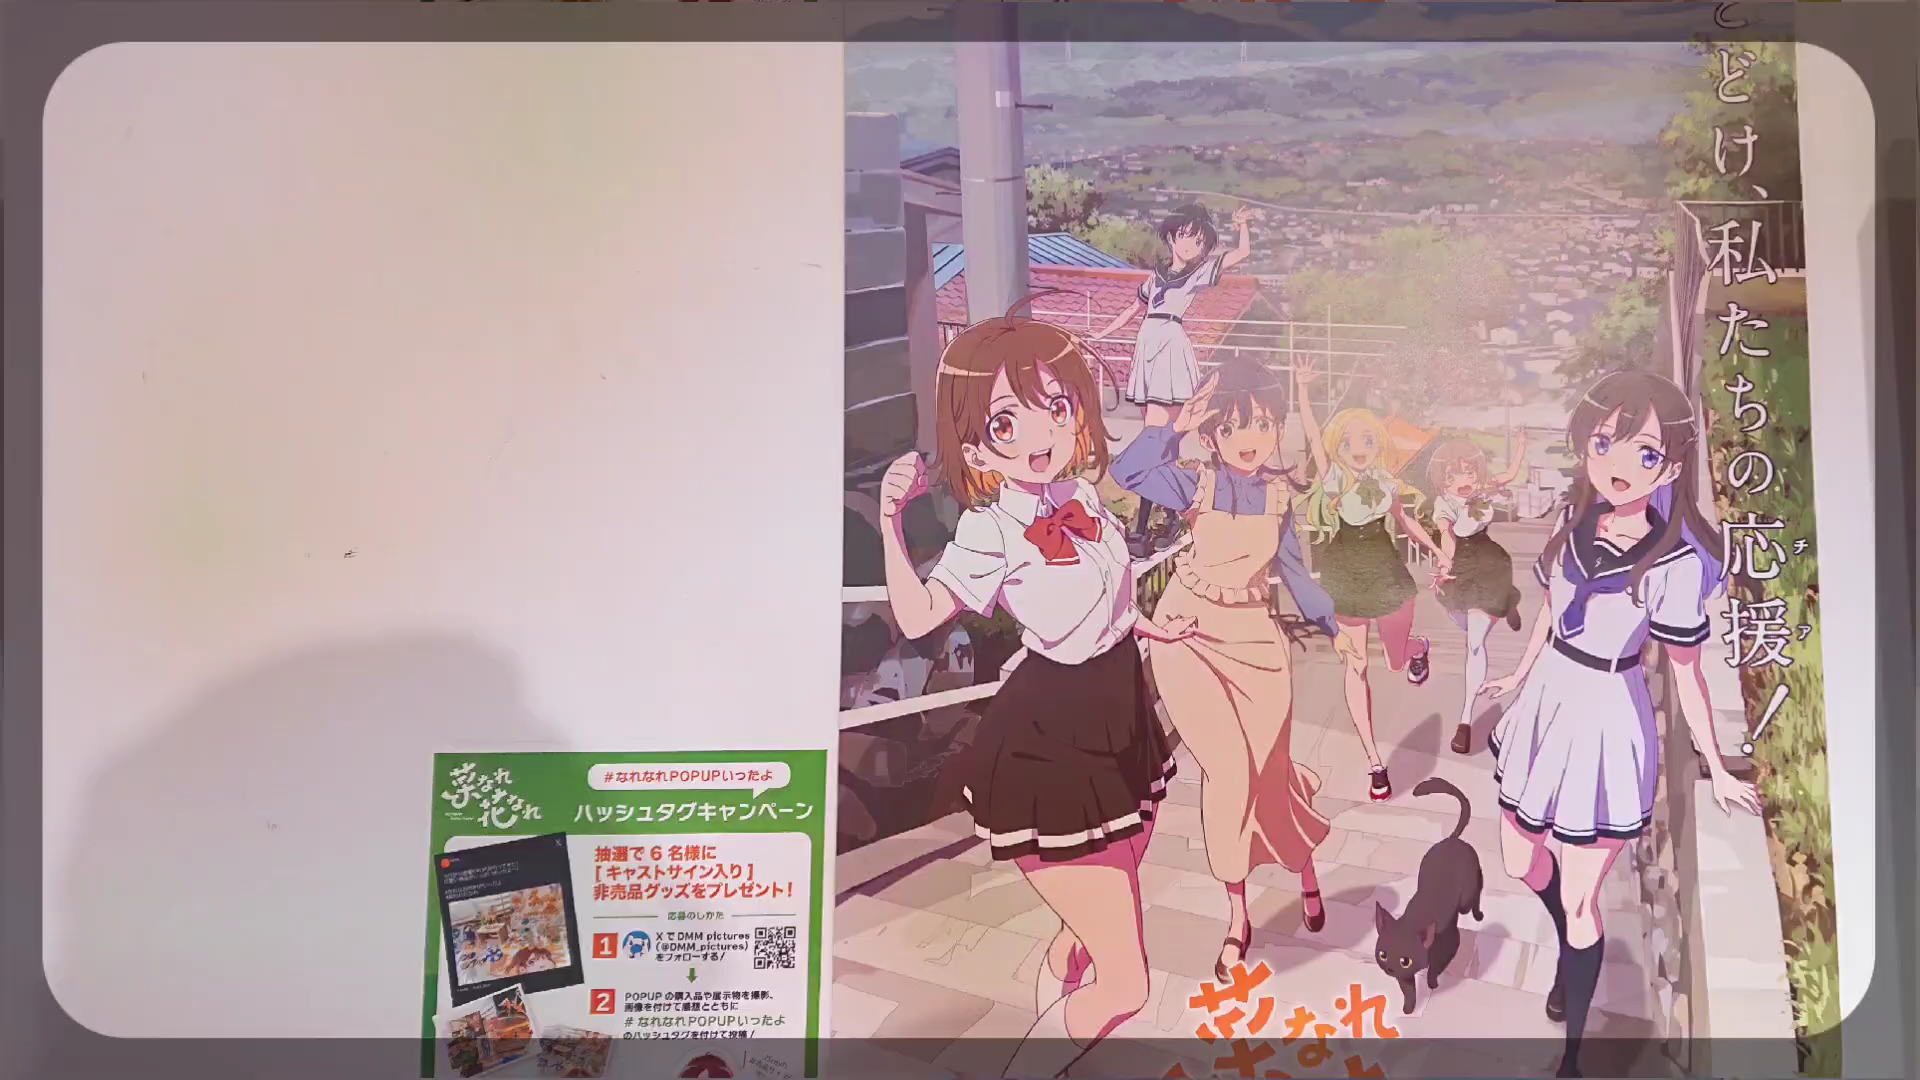 とどけ、私たちの応援！
チア
菜なれ
花なれ
#なれなれPOPUPいったよ
ハッシュタグキャンペーン
抽選で6名様に
[キャストサイン入り]
非売品グッズをプレゼント！
応募のしかた
1
XでDMM pictures
(@DMM_pictures)
をフォローする！
2
POPUPの購入品や展示物を撮影、
画像を付けて感想とともに
#なれなれPOPUPいったよ
のハッシュタグを付けて投稿！
菜なれ